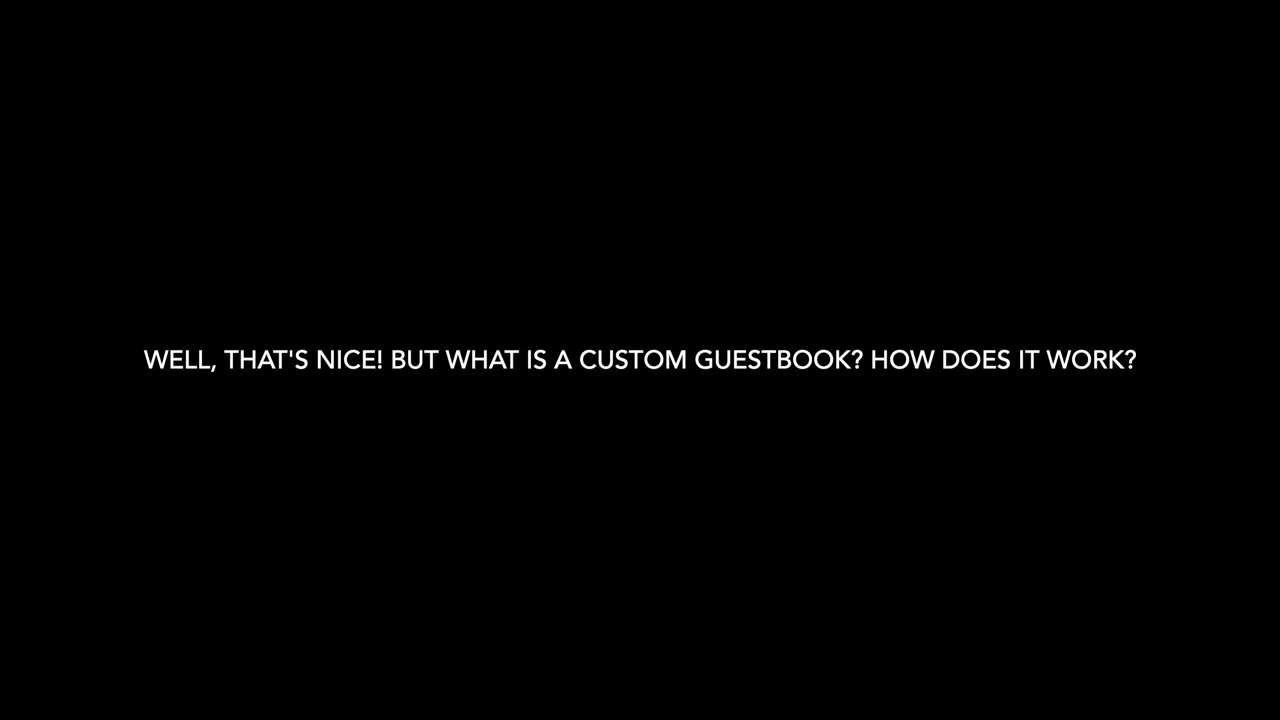 WELL, THAT'S NICE! BUT WHAT IS A CUSTOM GUESTBOOK? HOW DOES IT WORK?